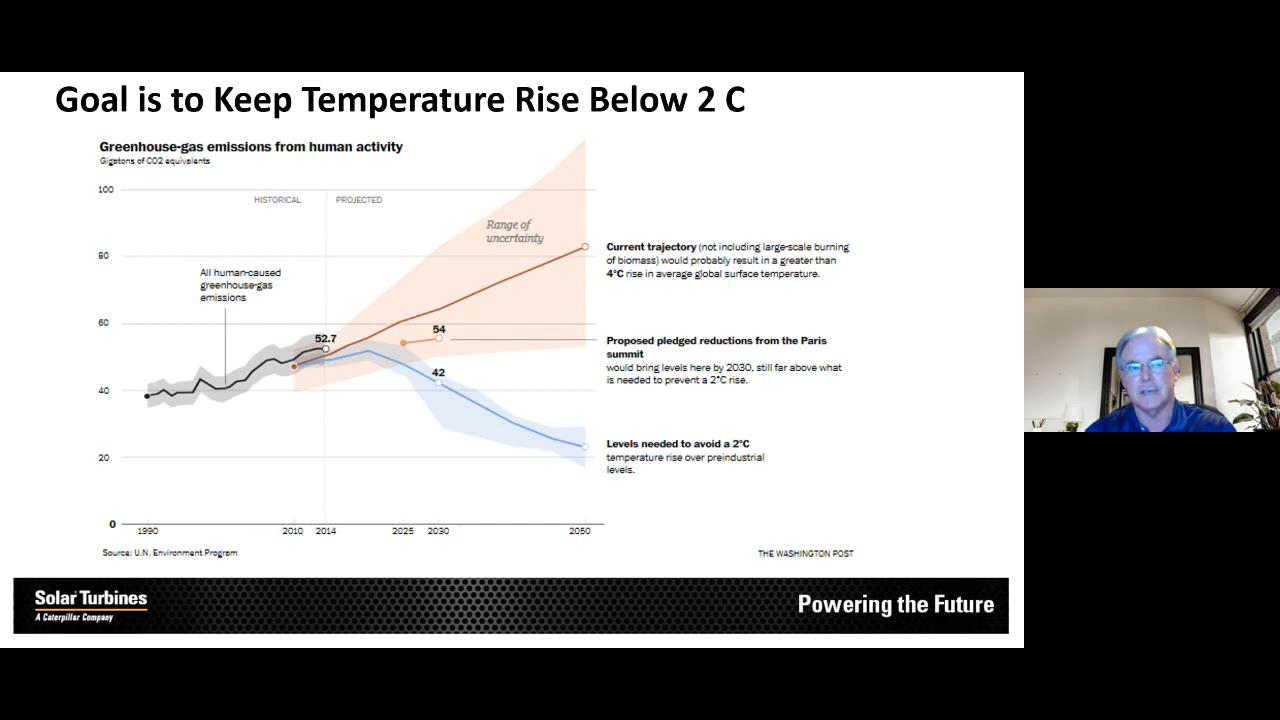 Goal is to Keep Temperature Rise Below 2 C
Greenhouse-gas emissions from human activity
Gigatons of CO2 equivalents
100
HISTORICAL
PROJECTED
Range of
uncertainty
80
Current trajectory (not including large-scale burning
of biomass) would probably result in a greater than
4°C rise in average global surface temperature.
All human-caused
greenhouse-gas
emissions
60
52.7
54
Proposed pledged reductions from the Paris
summit
would bring levels here by 2030, still far above what
is needed to prevent a 2°C rise.
42
40
Levels needed to avoid a 2°C
temperature rise over preindustrial
levels.
20
0
1990
2010
2014
2025
2030
2050
Source: U.N. Environment Program
THE WASHINGTON POST
Solar Turbines
A Caterpillar Company
Powering the Future